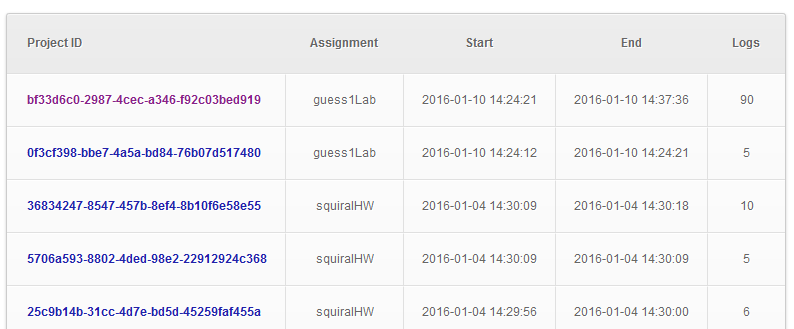 Project ID Assignment Start End Logs
bf33d6c0-2987-4cec-a346-f92c03bed919 guess1Lab 2016-01-10 14:24:21 2016-01-10 14:37:36 90
0f3cf398-bbe7-4a5a-bd84-76b07d517480 guess1Lab 2016-01-10 14:24:12 2016-01-10 14:24:21 5
36834247-8547-457b-8ef4-8b10f6e58e55 squiralHW 2016-01-04 14:30:09 2016-01-04 14:30:18 10
5706a593-8802-4ded-98e2-22912924c368 squiralHW 2016-01-04 14:30:09 2016-01-04 14:30:09 5
25c9b14b-31cc-4d7e-bd5d-45259faf455a squiralHW 2016-01-04 14:29:56 2016-01-04 14:30:00 6